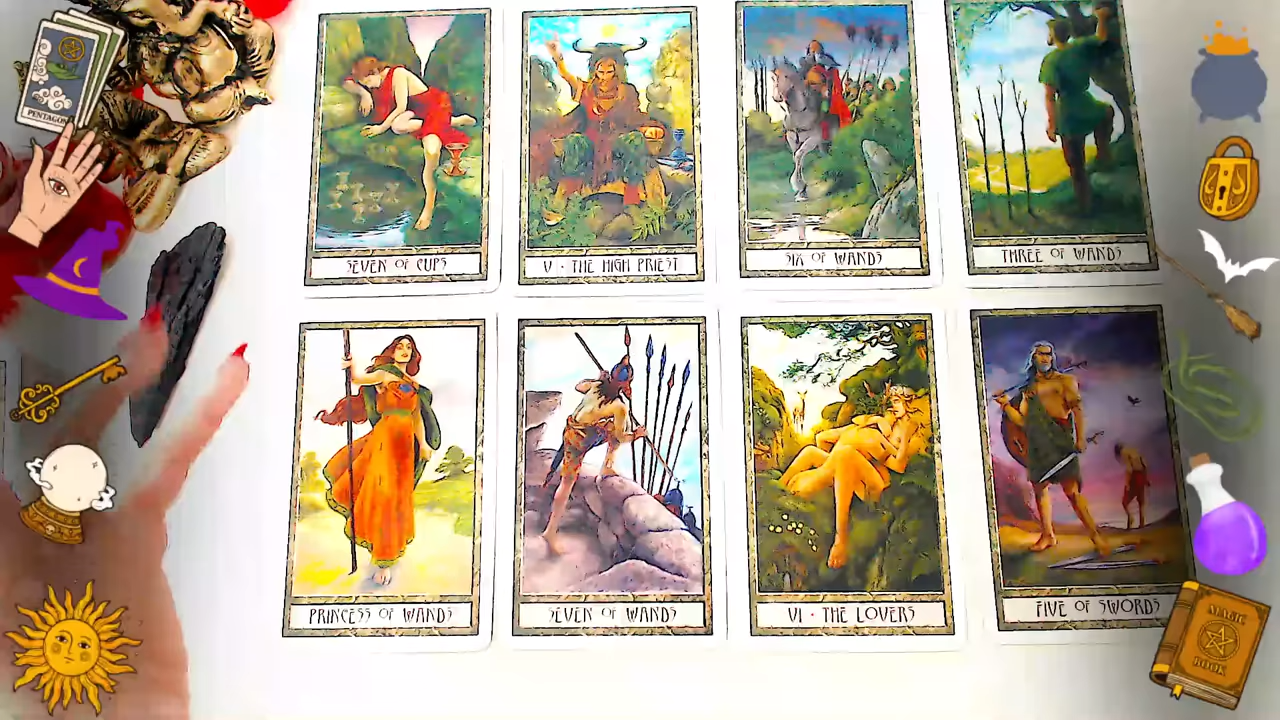 PENTAGON
SEVEN OF CUPS
V · THE HIGH PRIEST
SIX OF WANDS
THREE OF WANDS
PRINCESS OF WANDS
SEVEN OF WANDS
VI · THE LOVERS
FIVE OF SWORDS
MAGIC
BOOK